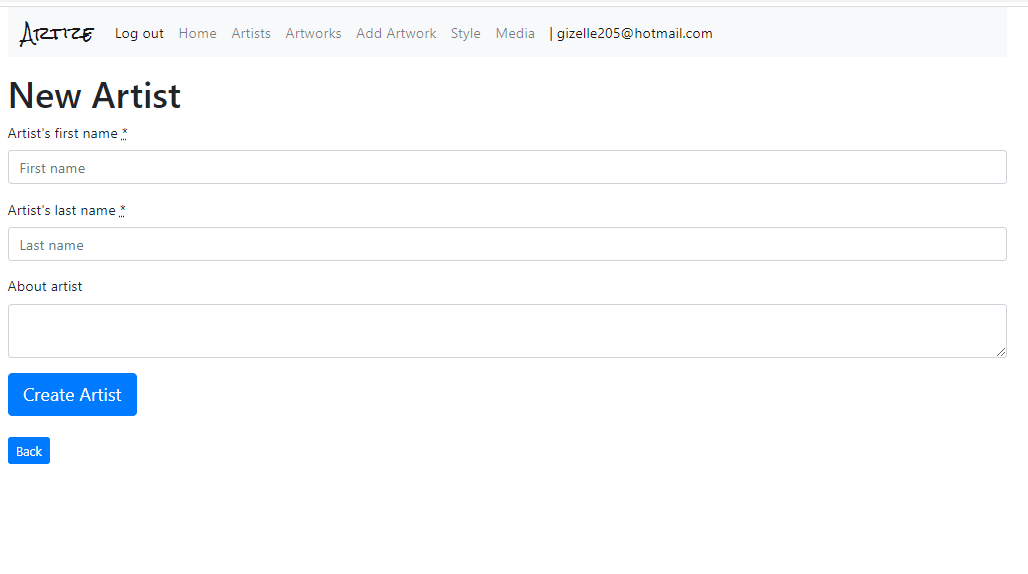 Artize Log out Home Artists Artworks Add Artwork Style Media | gizelle205@hotmail.com
New Artist
Artist's first name *
First name
Artist's last name *
Last name
About artist
Create Artist
Back